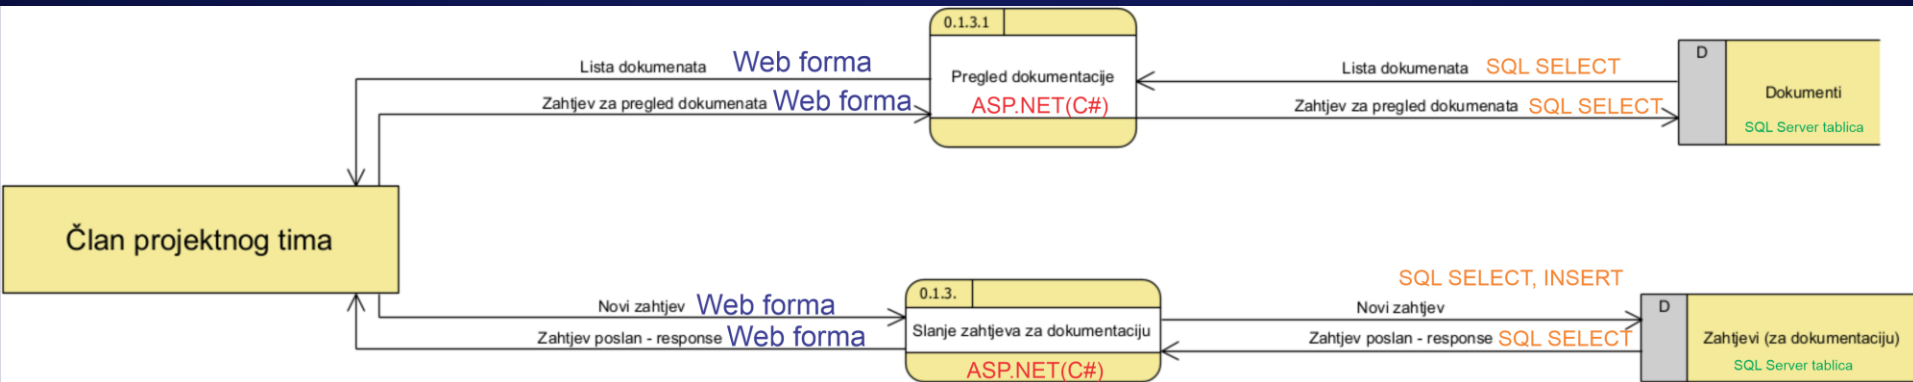 0.1.3.1
Lista dokumenata Web forma
Pregled dokumentacije
Lista dokumenata SQL SELECT
D
Dokumenti
Zahtjev za pregled dokumenata Web forma
ASP.NET(C#)
Zahtjev za pregled dokumenata SQL SELECT
SQL Server tablica
Član projektnog tima
SQL SELECT, INSERT
0.1.3.
Novi zahtjev Web forma
Novi zahtjev
D
Slanje zahtjeva za dokumentaciju
Zahtjev poslan - response Web forma
Zahtjev poslan - response SQL SELECT
Zahtjevi (za dokumentaciju)
ASP.NET(C#)
SQL Server tablica